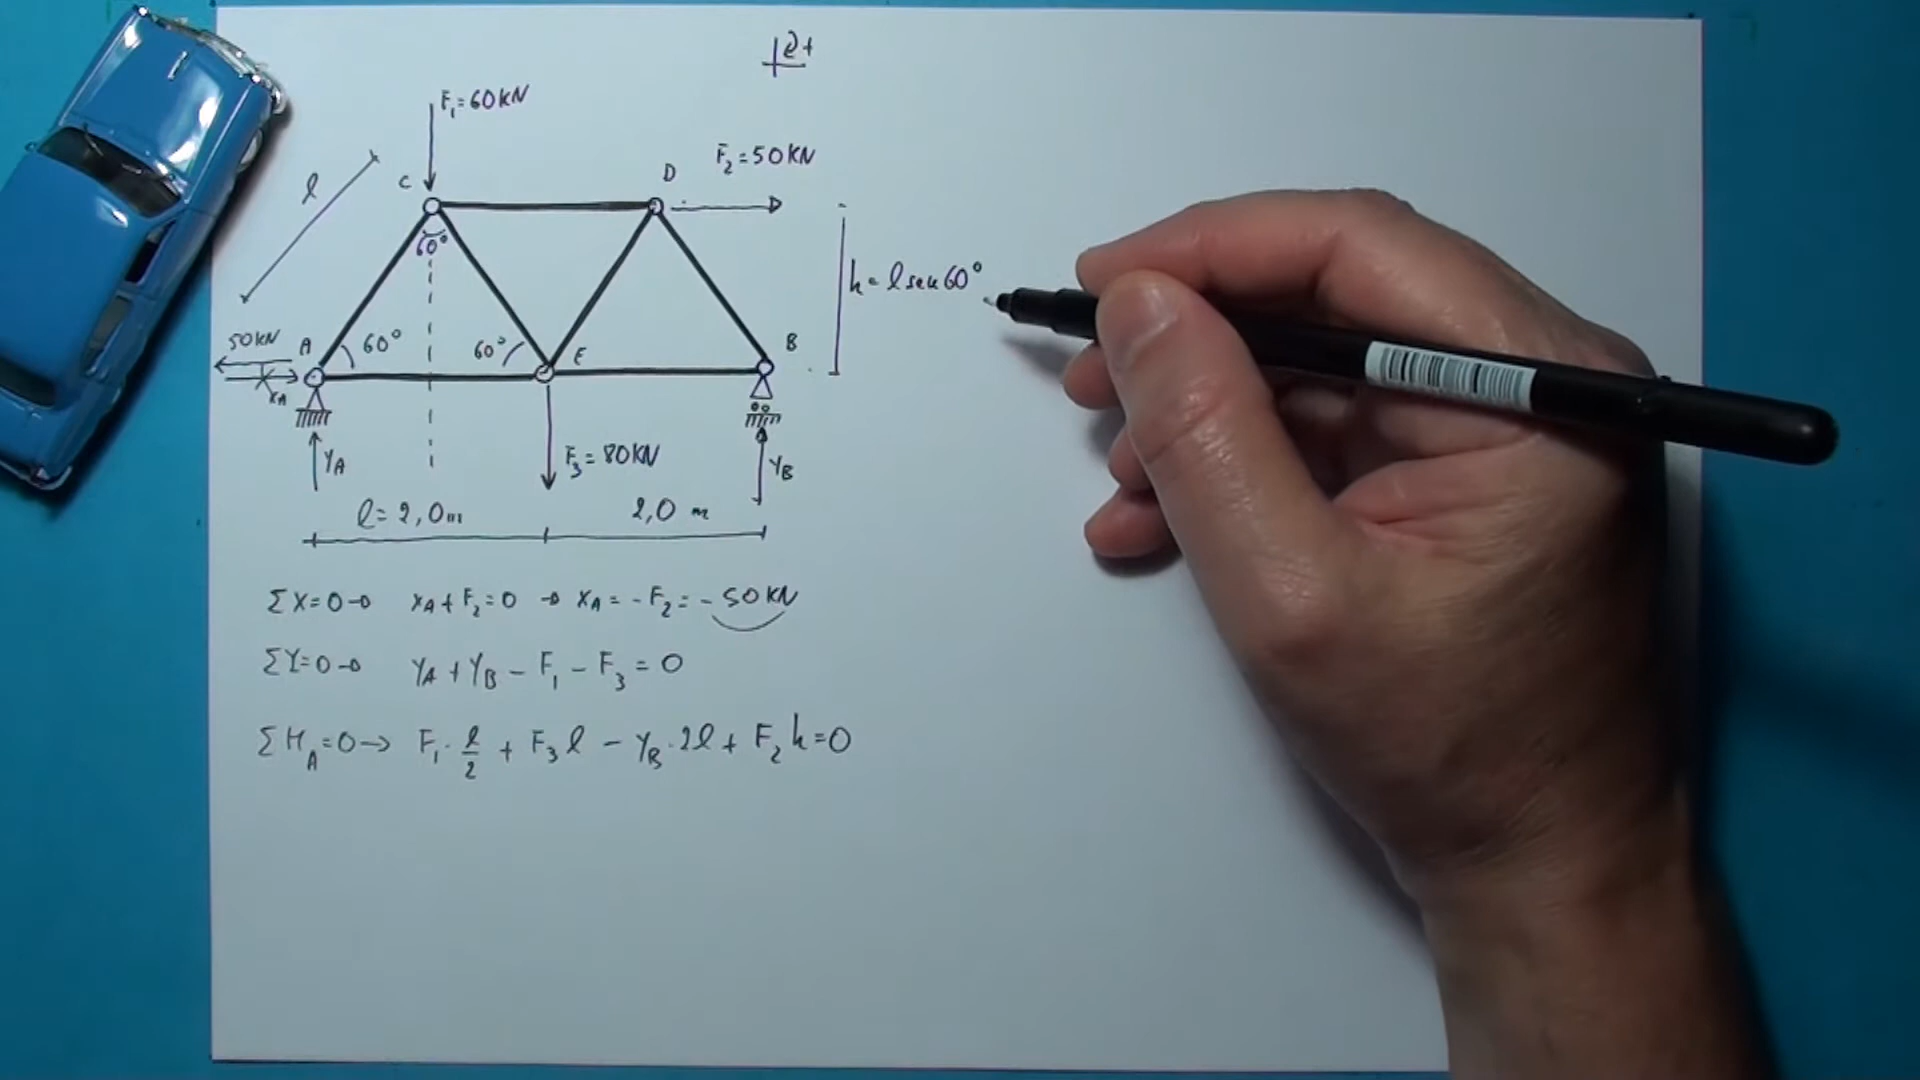 2+
F₁=60KN
F₂=50KN
C
D
l
60°
h=l sen 60°
50KN
A
60°
60°
E
B
X_A
Y_A
F₃=80KN
Y_B
l=2,0m
2,0 m
ΣX=0→ X_A+F₂=0 → X_A=-F₂=-50KN
ΣY=0→ Y_A+Y_B-F₁-F₃=0
ΣM_A=0→ F₁·l/2+F₃l-Y_B·2l+F₂h=0